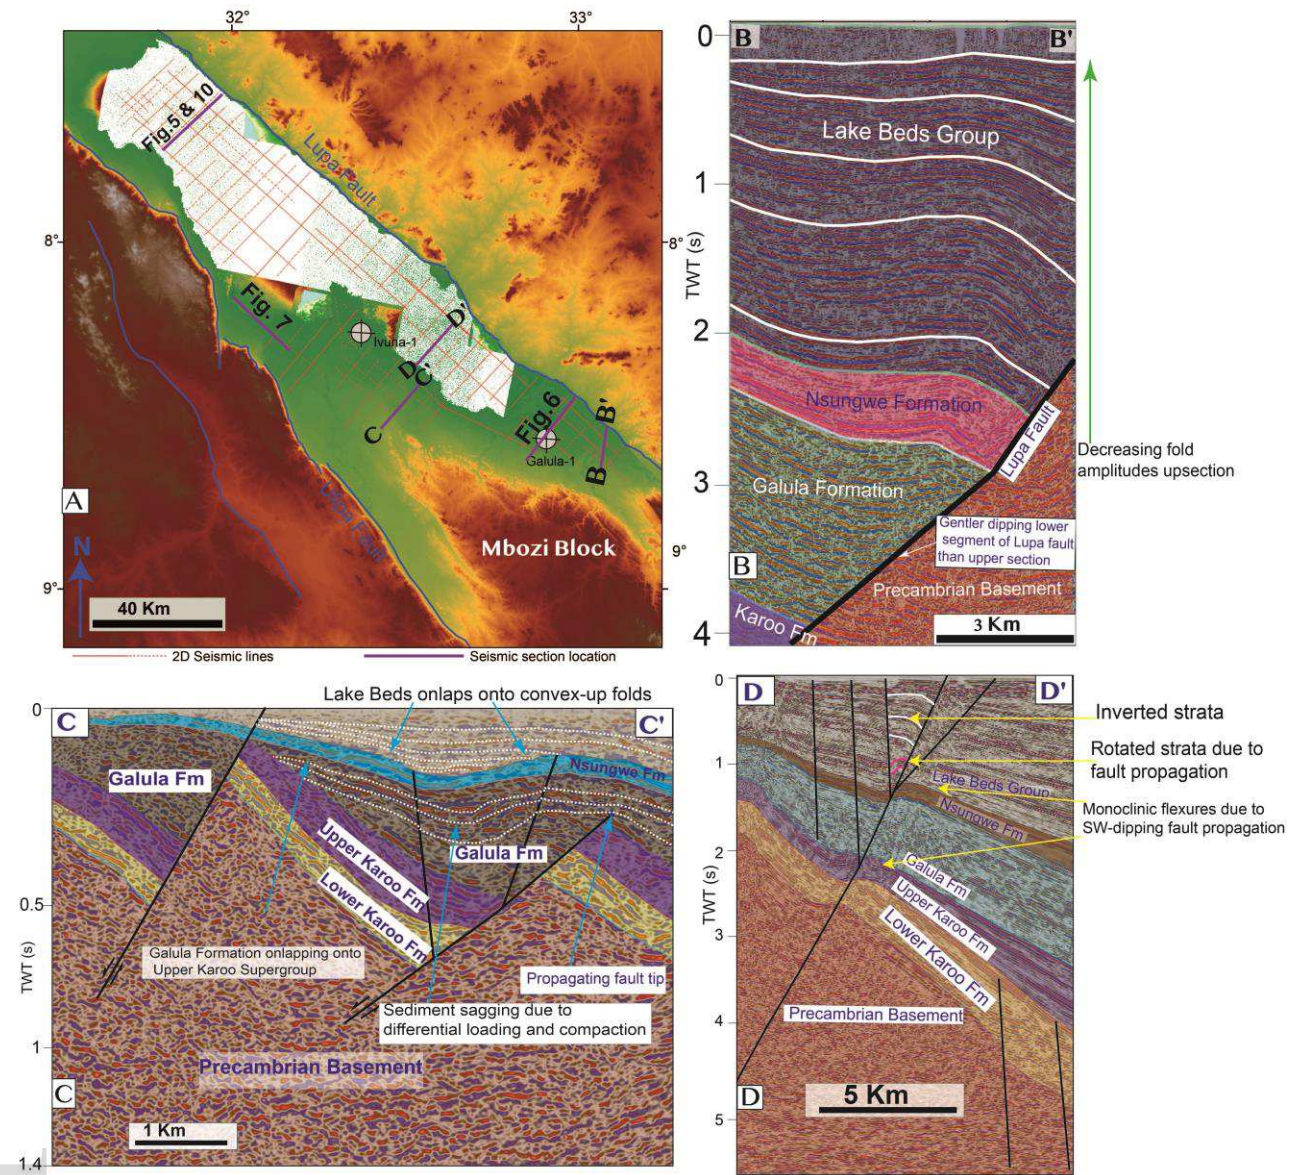 32°
33°
Fig.5 & 10
Lupa Fault
8°
8°
Fig. 7
Ivuna-1
D'
D
C'
C
Fig.6
B'
B
Galula-1
A
N
Mbozi Block
9°
9°
40 Km
2D Seismic lines
Seismic section location
0
B
B'
Lake Beds Group
1
TWT (s)
2
Nsungwe Formation
Lupa Fault
Decreasing fold
amplitudes upsection
3
Galula Formation
Gentler dipping lower
segment of Lupa fault
than upper section
B
Precambrian Basement
Karoo Fm
3 Km
4
Lake Beds onlaps onto convex-up folds
0
C
C'
Galula Fm
Nsungwe Fm
Upper Karoo Fm
Galula Fm
Lower Karoo Fm
0.5
Galula Formation onlapping onto
Upper Karoo Supergroup
Propagating fault tip
TWT (s)
Sediment sagging due to
differential loading and compaction
1
Precambrian Basement
C
1 Km
1.4
0
D
D'
Inverted strata
Rotated strata due to
fault propagation
1
Lake Beds Group
Nsungwe Fm
Monoclinic flexures due to
SW-dipping fault propagation
2
Galula Fm
TWT (s)
Upper Karoo Fm
Lower Karoo Fm
3
Precambrian Basement
4
D
5 Km
5